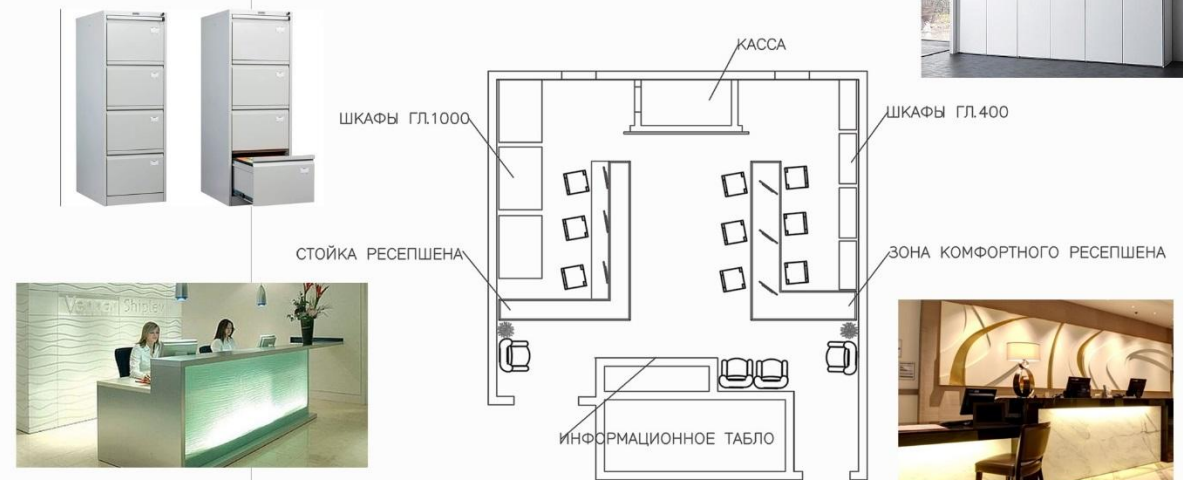 КАССА
ШКАФЫ ГЛ.1000
ШКАФЫ ГЛ.400
СТОЙКА РЕСЕПШЕНА
ЗОНА КОМФОРТНОГО РЕСЕПШЕНА
ИНФОРМАЦИОННОЕ ТАБЛО